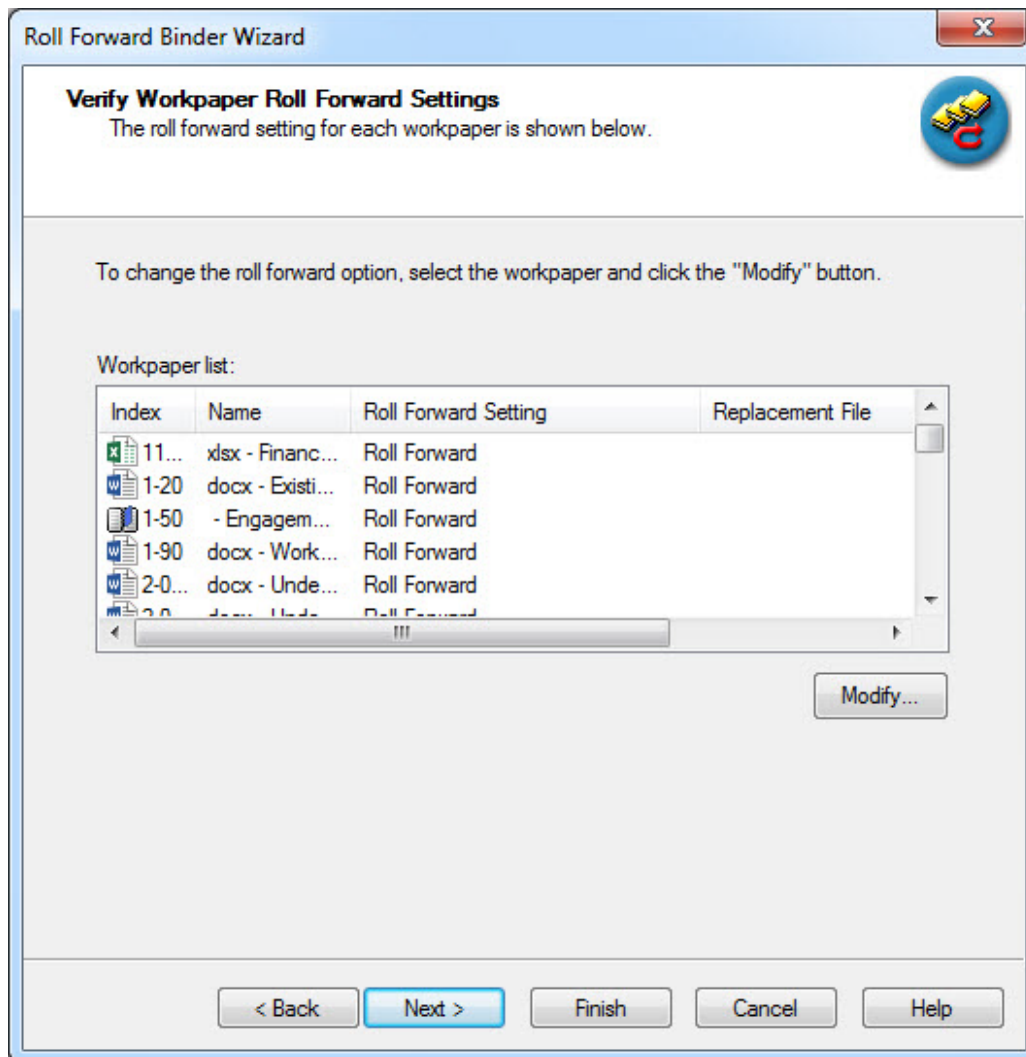 Roll Forward Binder Wizard
Verify Workpaper Roll Forward Settings
The roll forward setting for each workpaper is shown below.
To change the roll forward option, select the workpaper and click the "Modify" button.
Workpaper list:
Index Name Roll Forward Setting Replacement File
11... xlsx - Financ... Roll Forward
1-20 docx - Existi... Roll Forward
1-50 - Engagem... Roll Forward
1-90 docx - Work... Roll Forward
2-0... docx - Unde... Roll Forward
Modify...
< Back Next > Finish Cancel Help